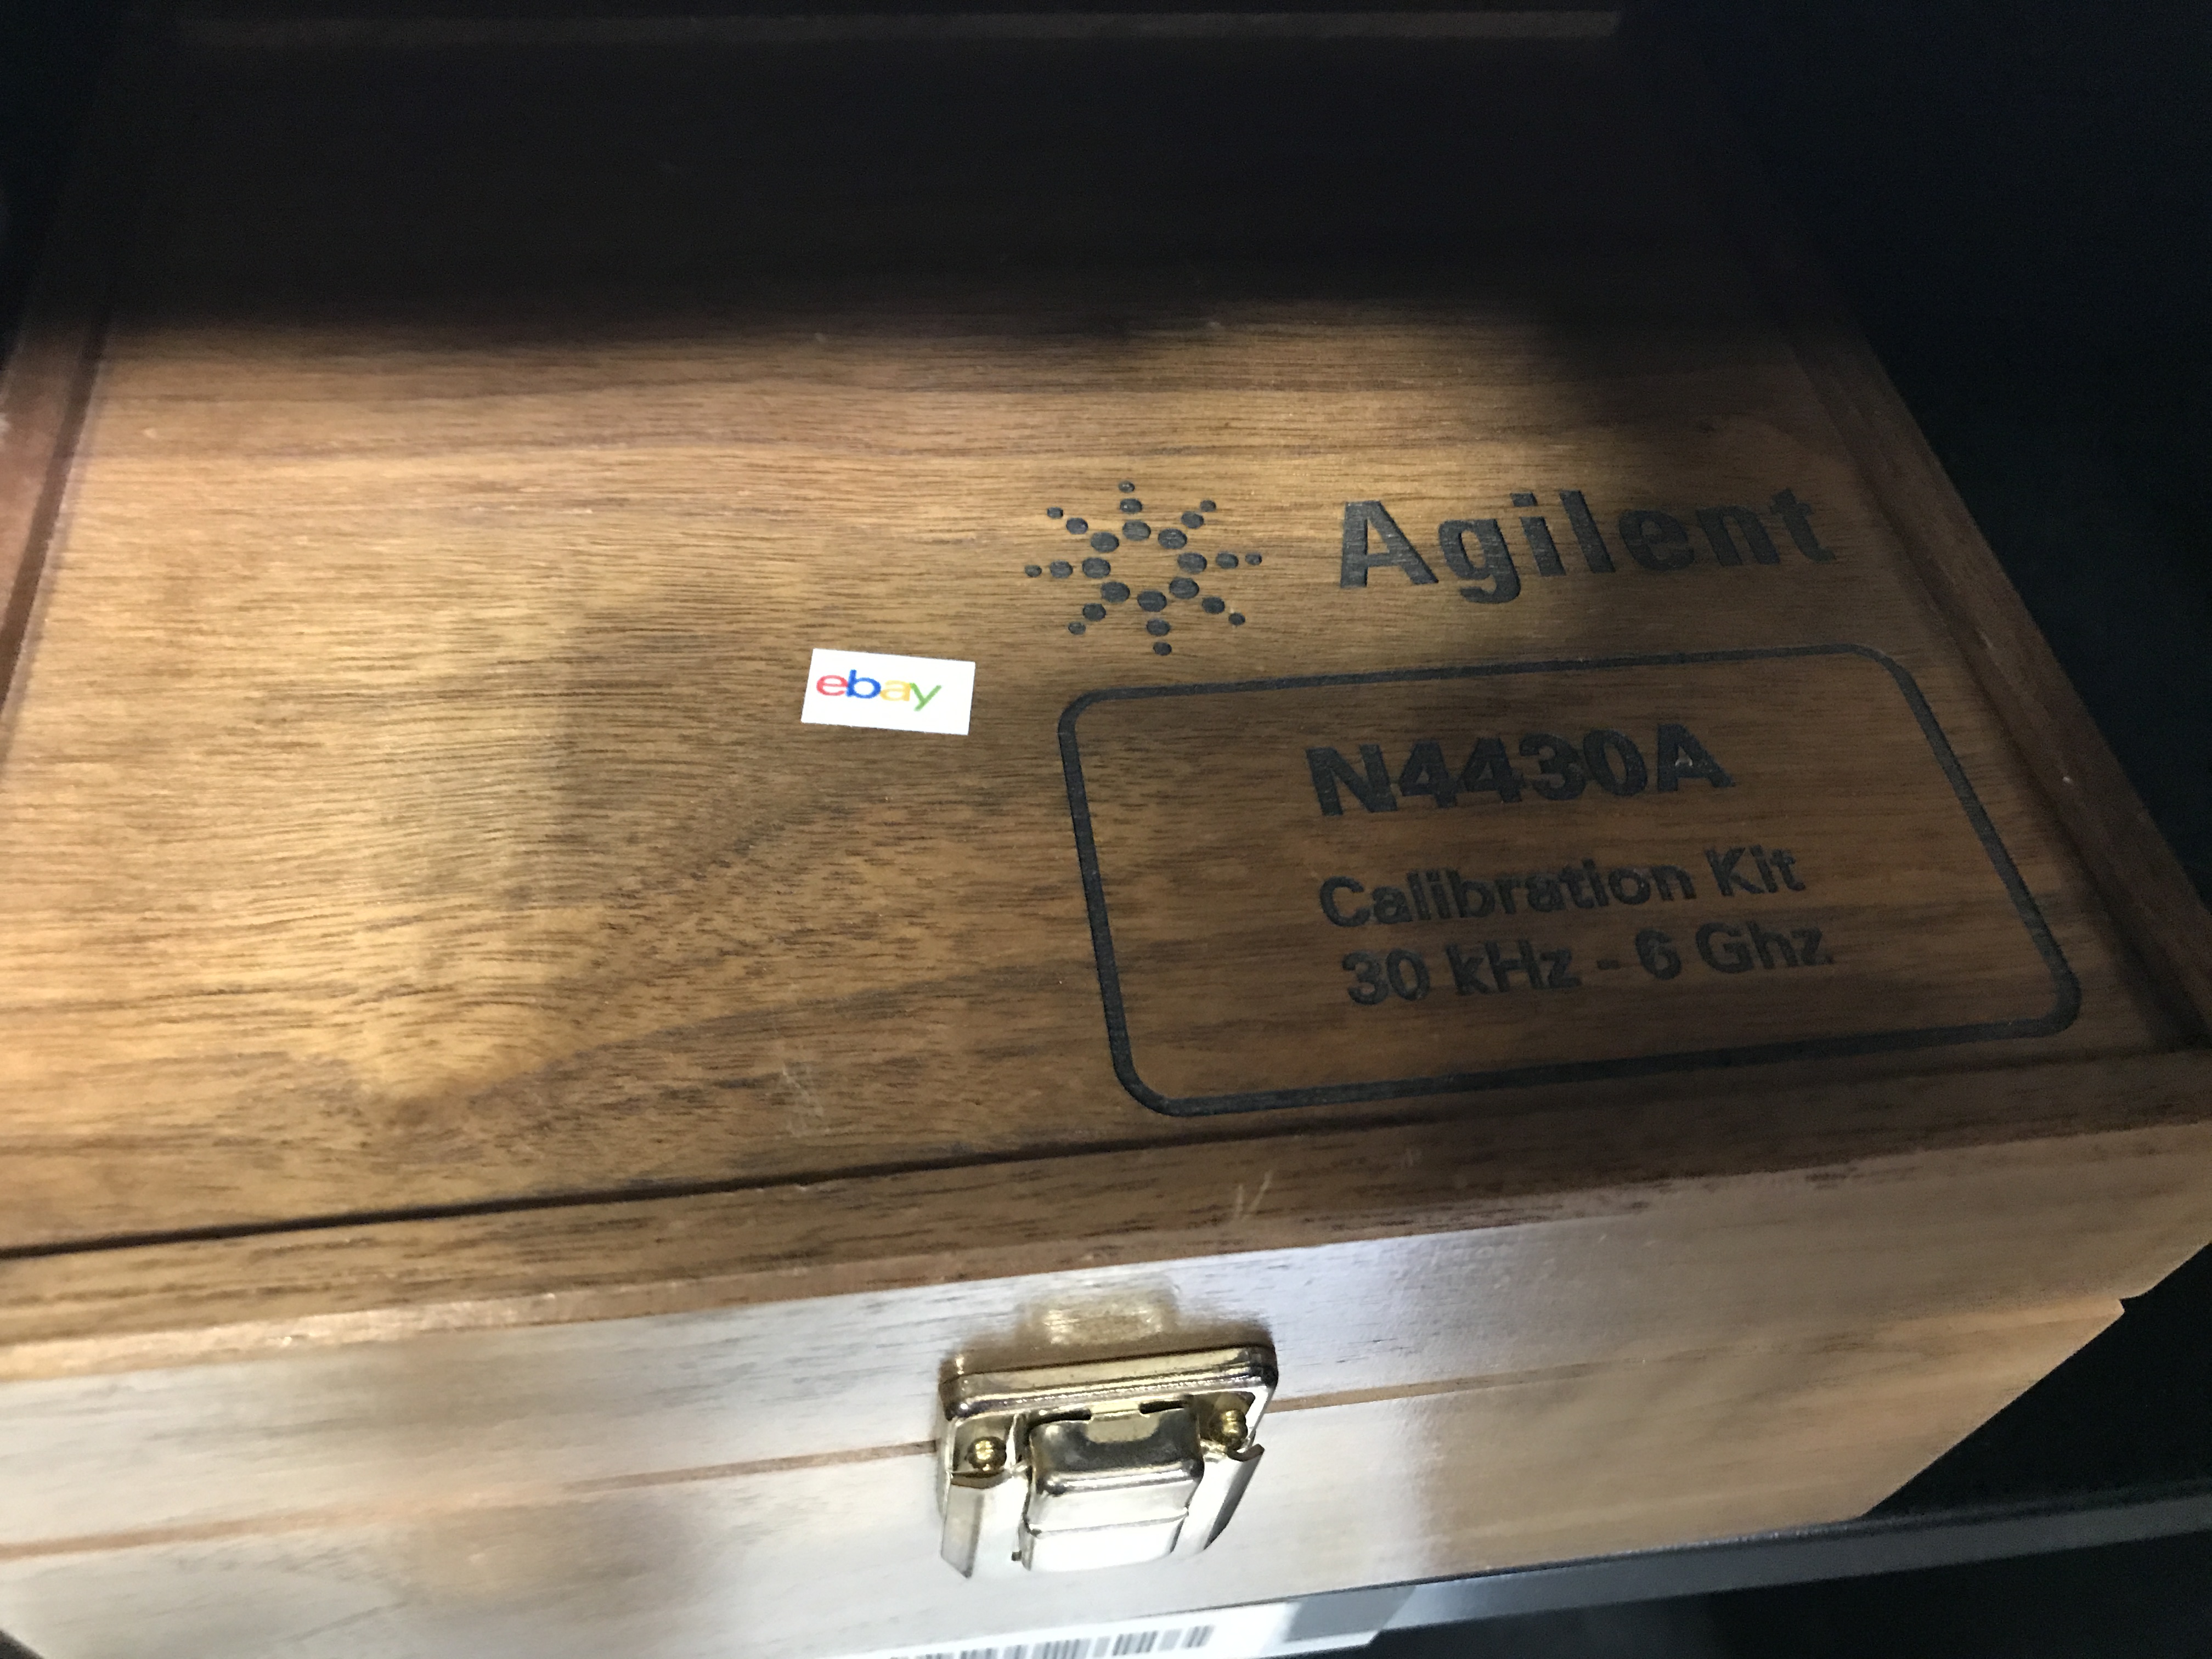 Agilent
ebay
N4430A
Calibration Kit
30 kHz - 6 Ghz